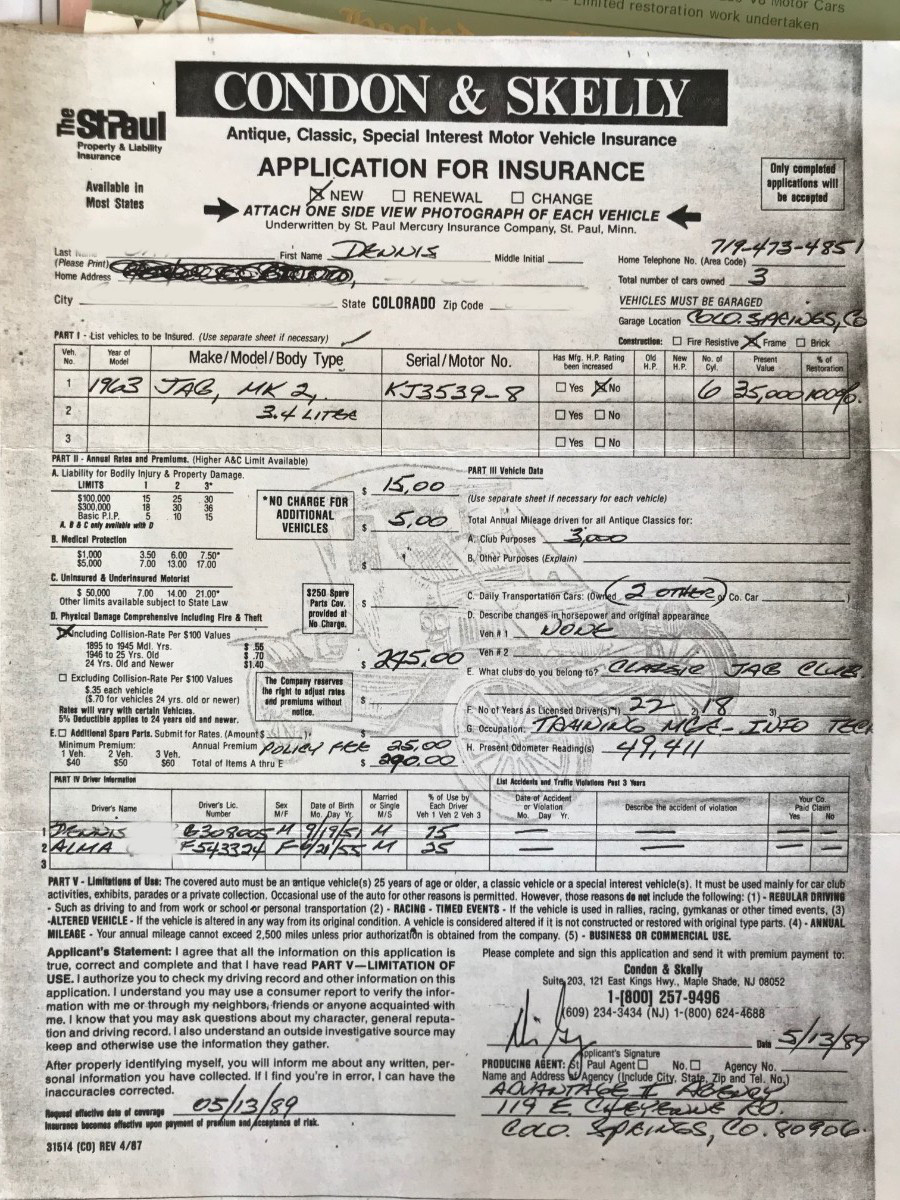 Motor Cars
Limited restoration work undertaken
CONDON & SKELLY
The St Paul
Property & Liability
Insurance
Antique, Classic, Special Interest Motor Vehicle Insurance
APPLICATION FOR INSURANCE
Available in
Most States
Only completed
applications will
be accepted
☒ NEW ☐ RENEWAL ☐ CHANGE
ATTACH ONE SIDE VIEW PHOTOGRAPH OF EACH VEHICLE
Underwritten by St. Paul Mercury Insurance Company, St. Paul, Minn.
Last Name First Name DENNIS Middle Initial
(Please Print)
Home Address
Home Telephone No. (Area Code) 719-473-4851
Total number of cars owned 3
City State COLORADO Zip Code
VEHICLES MUST BE GARAGED
Garage Location COLO. SPRINGS, CO
PART I - List vehicles to be Insured. (Use separate sheet if necessary)
Construction: ☐ Fire Resistive ☒ Frame ☐ Brick
Veh. No. Year of Model Make/Model/Body Type Serial/Motor No. Has Mfg. H.P. Rating been increased Old H.P. New H.P. No. of Cyl. Present Value % of Restoration
1 1963 JAG, MK 2, KJ3539-8 ☐ Yes ☒ No 6 35,000 100%
2 3.4 LITRE ☐ Yes ☐ No
3 ☐ Yes ☐ No
PART II - Annual Rates and Premiums. (Higher A&C Limit Available)
A. Liability for Bodily Injury & Property Damage.
LIMITS 1 2 3*
$100,000 15 25 30
$300,000 18 30 36
Basic P.I.P. 5 10 15
A. B & C only available with D
*NO CHARGE FOR
ADDITIONAL
VEHICLES
$ 15,00
$ 5,00
B. Medical Protection
$1,000 3.50 6.00 7.50*
$5,000 7.00 13.00 17.00
$
C. Uninsured & Underinsured Motorist
$ 50,000 7.00 14.00 21.00*
Other limits available subject to State Law
$250 Spare
Parts Cov.
provided at
No Charge.
$
D. Physical Damage Comprehensive Including Fire & Theft
☒ Including Collision-Rate Per $100 Values
1895 to 1945 Mdl. Yrs. $ .55
1946 to 25 Yrs. Old $ .70
24 Yrs. Old and Newer $1.40
$ 245,00
☐ Excluding Collision-Rate Per $100 Values
$.35 each vehicle
($.70 for vehicles 24 yrs. old or newer)
Rates will vary with certain Vehicles.
5% Deductible applies to 24 years old and newer.
The Company reserves
the right to adjust rates
and premiums without
notice.
$
E. ☐ Additional Spare Parts. Submit for Rates. (Amount $ ).
$
Minimum Premium: Annual Premium POLICY FEE 25,00
1 Veh. 2 Veh. 3 Veh.
$40 $50 $60 Total of Items A thru E $ 290.00
PART III Vehicle Data
(Use separate sheet if necessary for each vehicle)
Total Annual Mileage driven for all Antique Classics for:
A. Club Purposes 3,000
B. Other Purposes (Explain)
C. Daily Transportation Cars: (Owned 2 OTHER) Co. Car
D. Describe changes in horsepower and original appearance
Veh # 1 NONE
Veh # 2
E. What clubs do you belong to? CLASSIC JAG CLUB
F. No of Years as Licensed Driver(s) 1) 22 2) 18 3)
G. Occupation: TRAINING MGR - INFO TECH
H. Present Odometer Reading(s) 49,411
PART IV Driver Information List Accidents and Traffic Violations Past 3 Years
Driver's Name Driver's Lic. Number Sex M/F Date of Birth Mo. Day Yr. Married or Single M/S % of Use by Each Driver Veh 1 Veh 2 Veh 3 Date of Accident or Violation Mo. Day Yr. Describe the accident of violation Your Co. Paid Claim Yes No
1 DENNIS G308005 M 9/19/51 M 75 — — — —
2 ALMA F543324 F /21/55 M 25 — — — —
3
PART V - Limitations of Use: The covered auto must be an antique vehicle(s) 25 years of age or older, a classic vehicle or a special interest vehicle(s). It must be used mainly for car club
activities, exhibits, parades or a private collection. Occasional use of the auto for other reasons is permitted. However, those reasons do not include the following: (1) - REGULAR DRIVING
- Such as driving to and from work or school or personal transportation (2) - RACING - TIMED EVENTS - If the vehicle is used in rallies, racing, gymkanas or other timed events, (3)
-ALTERED VEHICLE - If the vehicle is altered in any way from its original condition. A vehicle is considered altered if it is not constructed or restored with original type parts. (4) - ANNUAL
MILEAGE - Your annual mileage cannot exceed 2,500 miles unless prior authorization is obtained from the company. (5) - BUSINESS OR COMMERCIAL USE.
Applicant's Statement: I agree that all the information on this application is
true, correct and complete and that I have read PART V—LIMITATION OF
USE. I authorize you to check my driving record and other information on this
application. I understand you may use a consumer report to verify the infor-
mation with me or through my neighbors, friends or anyone acquainted with
me. I know that you may ask questions about my character, general reputa-
tion and driving record. I also understand an outside investigative source may
keep and otherwise use the information they gather.
After properly identifying myself, you will inform me about any written, per-
sonal information you have collected. If I find you're in error, I can have the
inaccuracies corrected.
Request effective date of coverage 05/13/89
Insurance becomes effective upon payment of premium and acceptance of risk.
31514 (CO) REV 4/87
Please complete and sign this application and send it with premium payment to:
Condon & Skelly
Suite 203, 121 East Kings Hwy., Maple Shade, NJ 08052
1-[800] 257-9496
(609) 234-3434 (NJ) 1-(800) 624-4688
Date 5/13/89
Applicant's Signature
PRODUCING AGENT: St Paul Agent ☐ No. ☐ Agency No.
Name and Address of Agency (Include City, State, Zip and Tel. No.)
ADVANTAGE II AGENCY
119 E. CHEYENNE RD.
COLO. SPRINGS, CO. 80906